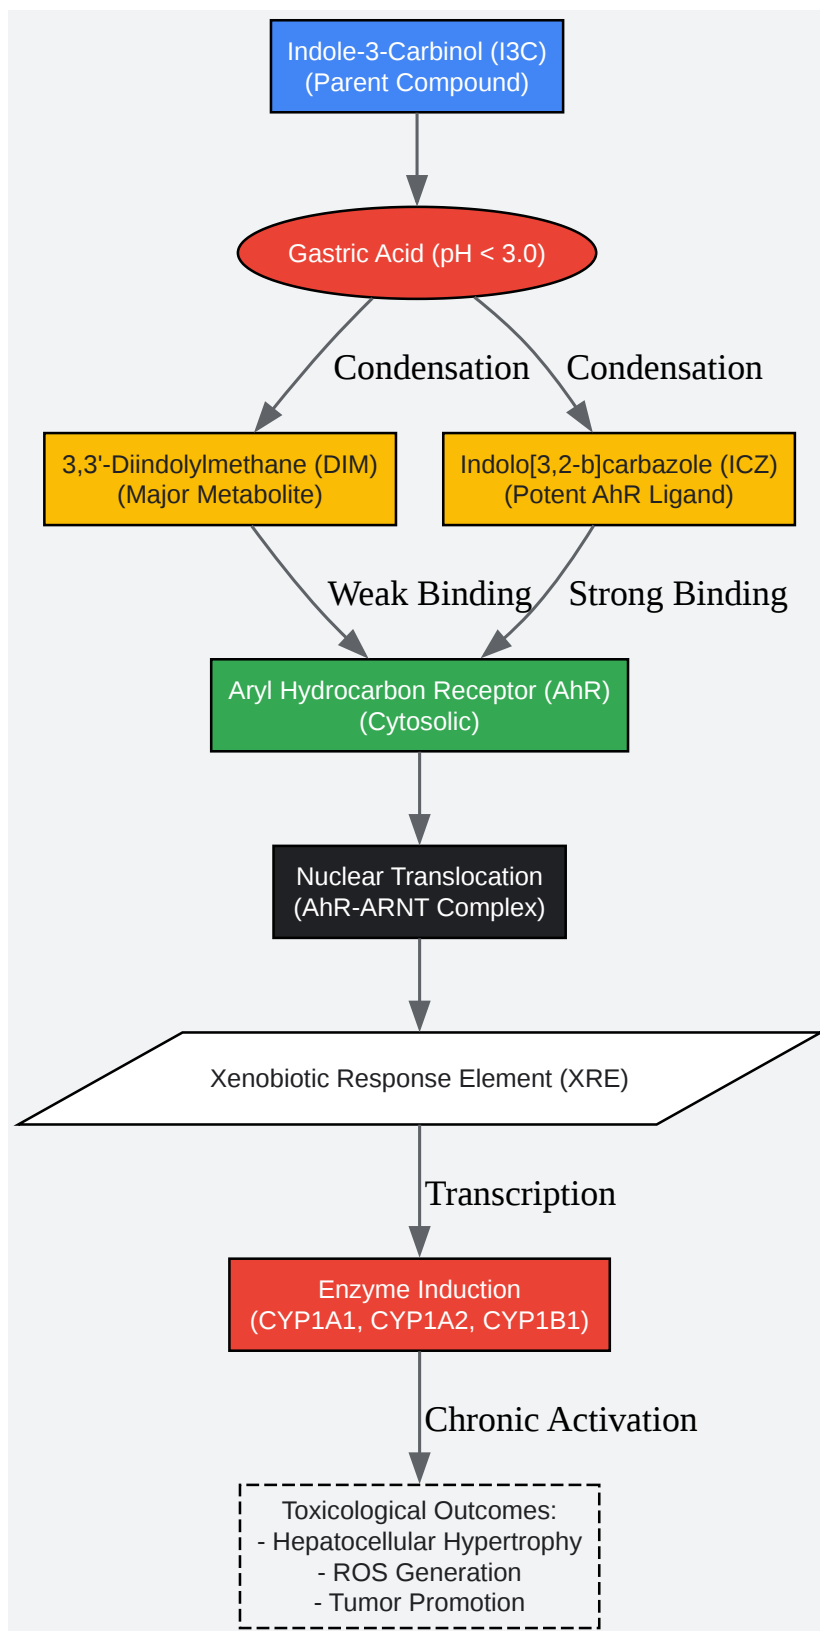 Indole-3-Carbinol (I3C)
(Parent Compound)
Gastric Acid (pH < 3.0)
Condensation
Condensation
3,3'-Diindolylmethane (DIM)
(Major Metabolite)
Indolo[3,2-b]carbazole (ICZ)
(Potent AhR Ligand)
Weak Binding
Strong Binding
Aryl Hydrocarbon Receptor (AhR)
(Cytosolic)
Nuclear Translocation
(AhR-ARNT Complex)
Xenobiotic Response Element (XRE)
Transcription
Enzyme Induction
(CYP1A1, CYP1A2, CYP1B1)
Chronic Activation
Toxicological Outcomes:
- Hepatocellular Hypertrophy
- ROS Generation
- Tumor Promotion